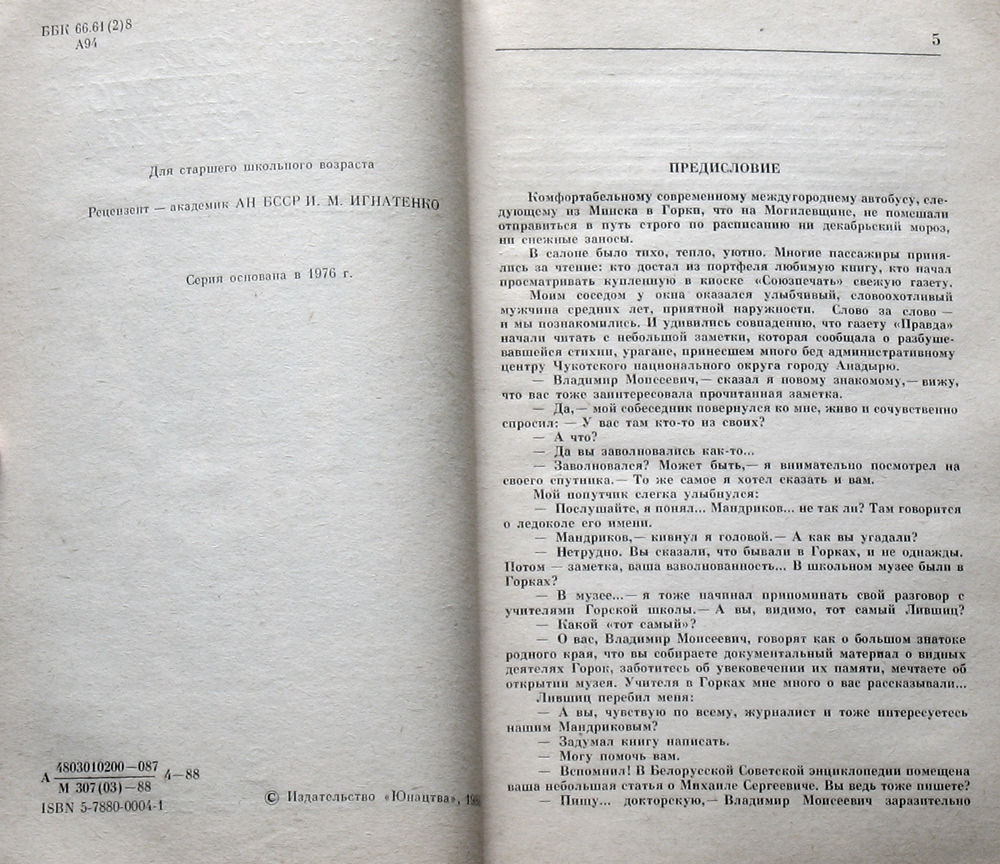 ББК 66.61(2)8
А94
Для старшего школьного возраста
Рецензент — академик АН БССР И. М. ИГНАТЕНКО
Серия основана в 1976 г.
А 4803010200—087 4—88
М 307(03)—88
ISBN 5-7880-0004-1
© Издательство «Юнацтва»,
5
ПРЕДИСЛОВИЕ
Комфортабельному современному междугороднему автобусу, сле-
дующему из Минска в Горки, что на Могилевщине, не помешали
отправиться в путь строго по расписанию ни декабрьский мороз,
ни снежные заносы.
В салоне было тихо, тепло, уютно. Многие пассажиры приня-
лись за чтение: кто достал из портфеля любимую книгу, кто начал
просматривать купленную в киоске «Союзпечать» свежую газету.
Моим соседом у окна оказался улыбчивый, словоохотливый
мужчина средних лет, приятной наружности. Слово за слово —
и мы познакомились. И удивились совпадению, что газету «Правда»
начали читать с небольшой заметки, которая сообщала о разбуше-
вавшейся стихии, урагане, принесшем много бед административному
центру Чукотского национального округа городу Анадырю.
— Владимир Моисеевич,— сказал я новому знакомому,— вижу,
что вас тоже заинтересовала прочитанная заметка.
— Да,— мой собеседник повернулся ко мне, живо и сочувственно
спросил: — У вас там кто-то из своих?
— А что?
— Да вы заволновались как-то...
— Заволновался? Может быть,— я внимательно посмотрел на
своего спутника.— То же самое я хотел сказать и вам.
Мой попутчик слегка улыбнулся:
— Послушайте, я понял... Мандриков... не так ли? Там говорится
о ледоколе его имени.
— Мандриков,— кивнул я головой.— А как вы угадали?
— Нетрудно. Вы сказали, что бывали в Горках, и не однажды.
Потом — заметка, ваша взволнованность... В школьном музее были в
Горках?
— В музее...— я тоже начинал припоминать свой разговор с
учителями Горской школы.— А вы, видимо, тот самый Лившиц?
— Какой «тот самый»?
— О вас, Владимир Моисеевич, говорят как о большом знатоке
родного края, что вы собираете документальный материал о видных
деятелях Горок, заботитесь об увековечении их памяти, мечтаете об
открытии музея. Учителя в Горках мне много о вас рассказывали...
Лившиц перебил меня:
— А вы, чувствую по всему, журналист и тоже интересуетесь
нашим Мандриковым?
— Задумал книгу написать.
— Могу помочь вам.
— Вспомнил! В Белорусской Советской энциклопедии помещена
ваша небольшая статья о Михаиле Сергеевиче. Вы ведь тоже пишете?
— Пишу... докторскую,— Владимир Моисеевич заразительно